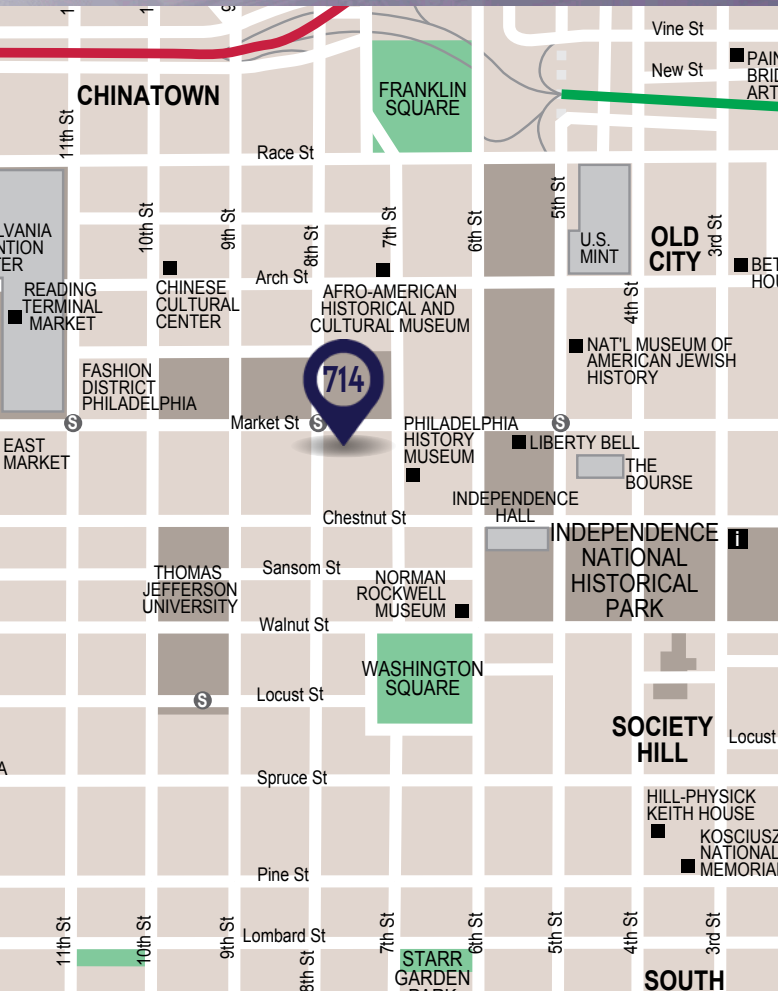 Vine St
New St
CHINATOWN
FRANKLIN
SQUARE
11th St
Race St
10th St
9th St
8th St
7th St
6th St
5th St
U.S.
MINT
OLD
CITY
3rd St
4th St
Arch St
READING
TERMINAL
MARKET
CHINESE
CULTURAL
CENTER
AFRO-AMERICAN
HISTORICAL AND
CULTURAL MUSEUM
NAT'L MUSEUM OF
AMERICAN JEWISH
HISTORY
FASHION
DISTRICT
PHILADELPHIA
714
Market St
S
S
S
EAST
MARKET
PHILADELPHIA
HISTORY
MUSEUM
LIBERTY BELL
THE
BOURSE
INDEPENDENCE
HALL
Chestnut St
INDEPENDENCE
NATIONAL
HISTORICAL
PARK
i
Sansom St
THOMAS
JEFFERSON
UNIVERSITY
NORMAN
ROCKWELL
MUSEUM
Walnut St
WASHINGTON
SQUARE
Locust St
S
SOCIETY
HILL
Locust
Spruce St
HILL-PHYSICK
KEITH HOUSE
KOSCIUSZ
NATIONAL
MEMORIA
Pine St
11th St
10th St
9th St
Lombard St
8th St
7th St
6th St
5th St
4th St
3rd St
STARR
GARDEN
SOUTH